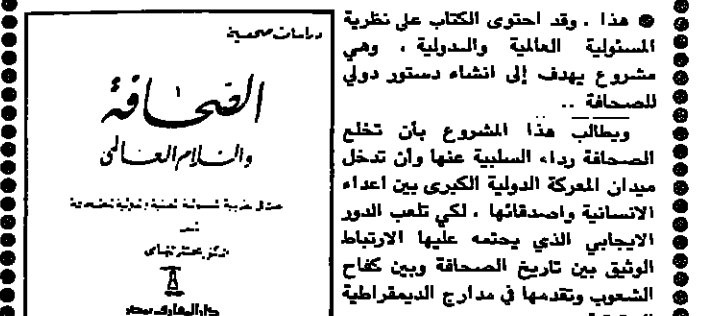 ● هذا . وقد احتوى الكتاب على نظرية
المسئولية العالمية والدولية ، وهي
مشروع يهدف إلى انشاء دستور دولي
للصحافة ..
ويطالب هذا المشروع بأن تخلع
الصحافة رداء السلبية عنها وأن تدخل
ميدان المعركة الدولية الكبرى بين اعداء
الانسانية واصدقائها ، لكي تلعب الدور
الايجابي الذي يحتمه عليها الارتباط
الوثيق بين تاريخ الصحافة وبين كفاح
الشعوب وتقدمها في مدارج الديمقراطية
دراسات صحفية
الصحافة
والسلام العالمى
دار المعارف بمصر